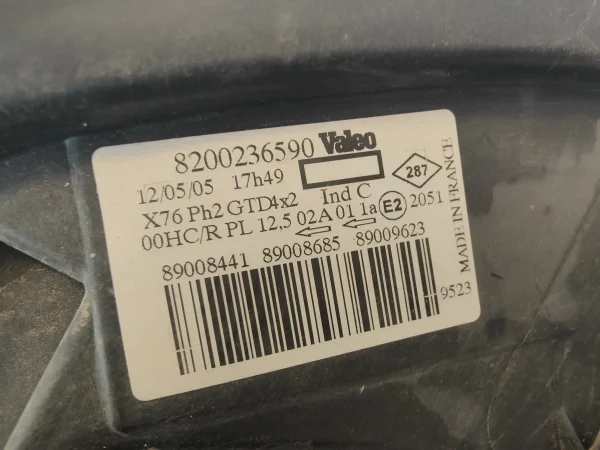 8200236590 Valeo
12/05/05 17h49
287
X76 Ph2 GTD4x2 Ind C
00HC/R PL 12,5 02A 01 1a E2 2051
89008441 89008685 89009623
9523
MADE IN FRANCE